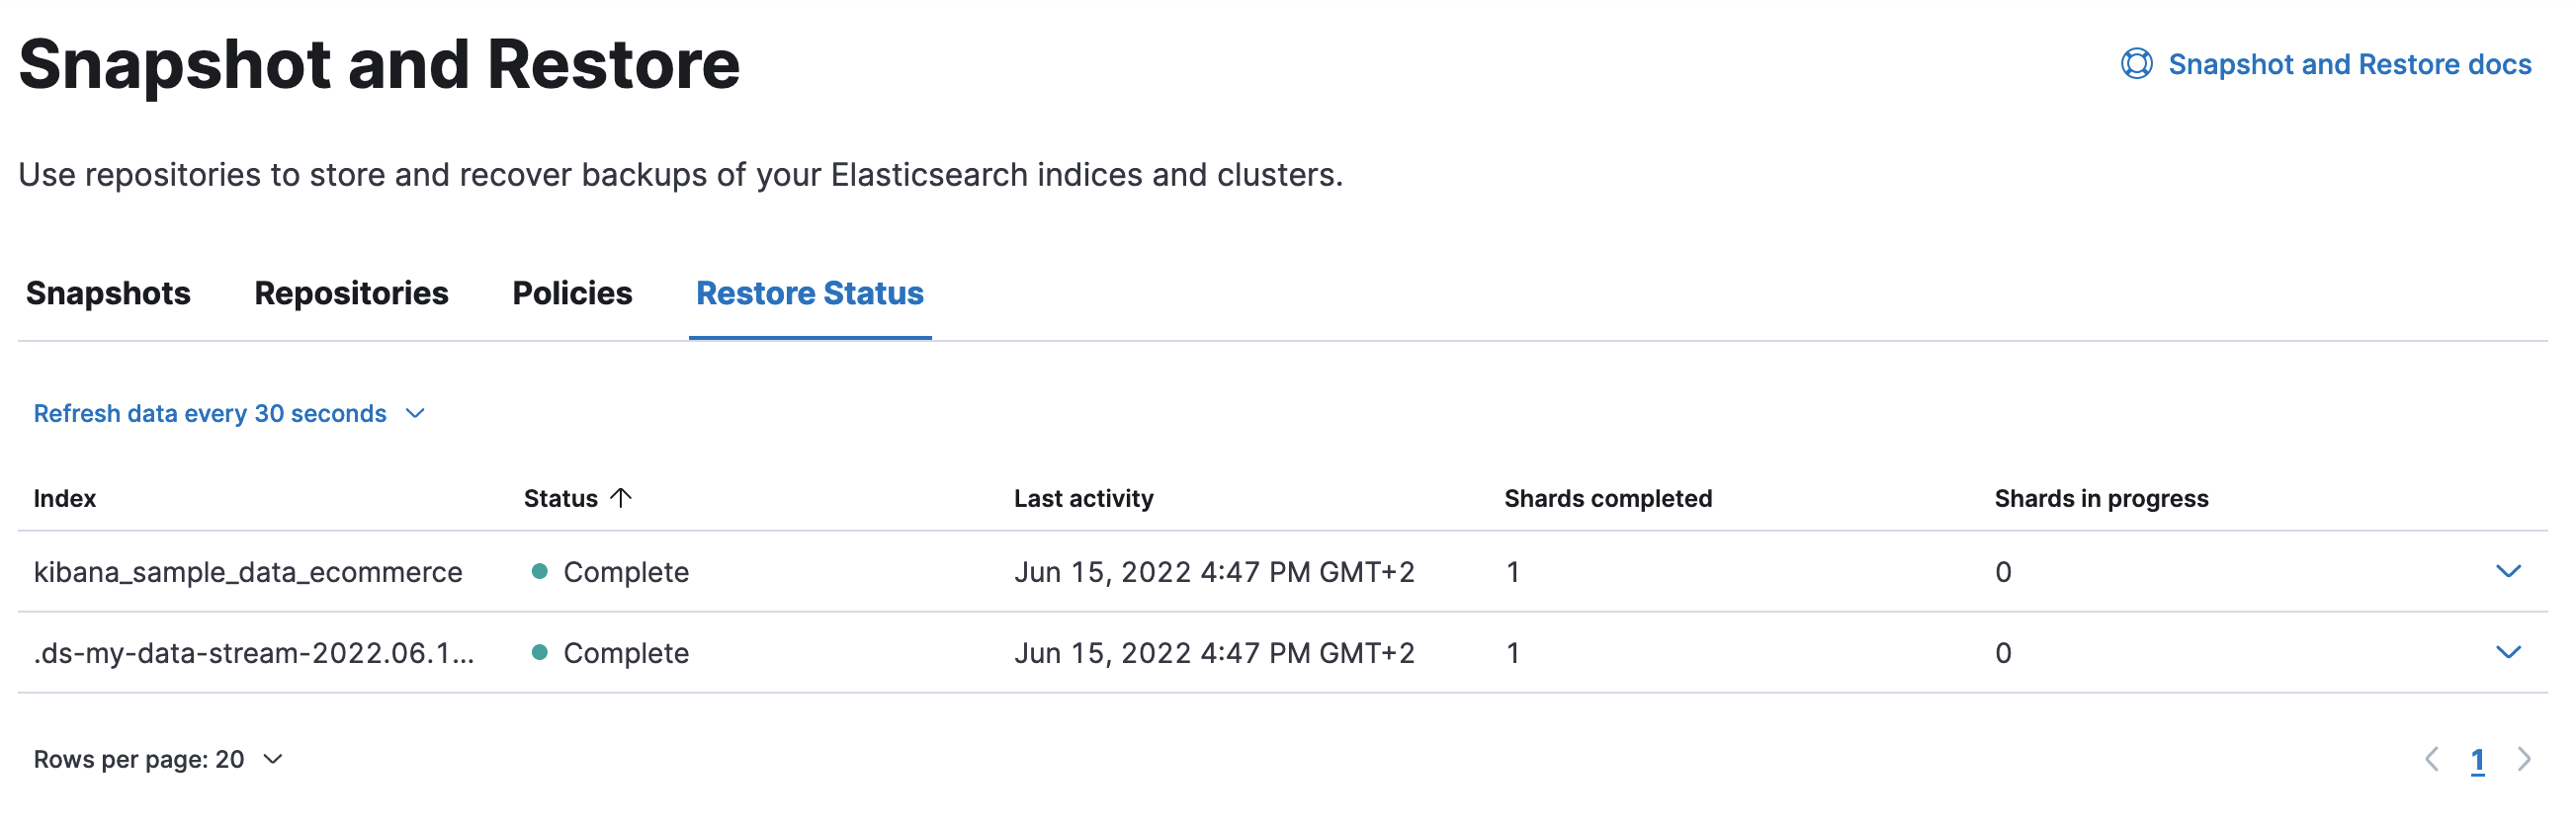 Snapshot and Restore
Snapshot and Restore docs
Use repositories to store and recover backups of your Elasticsearch indices and clusters.
Snapshots Repositories Policies Restore Status
Refresh data every 30 seconds
Index Status Last activity Shards completed Shards in progress
kibana_sample_data_ecommerce Complete Jun 15, 2022 4:47 PM GMT+2 1 0
.ds-my-data-stream-2022.06.1... Complete Jun 15, 2022 4:47 PM GMT+2 1 0
Rows per page: 20 1